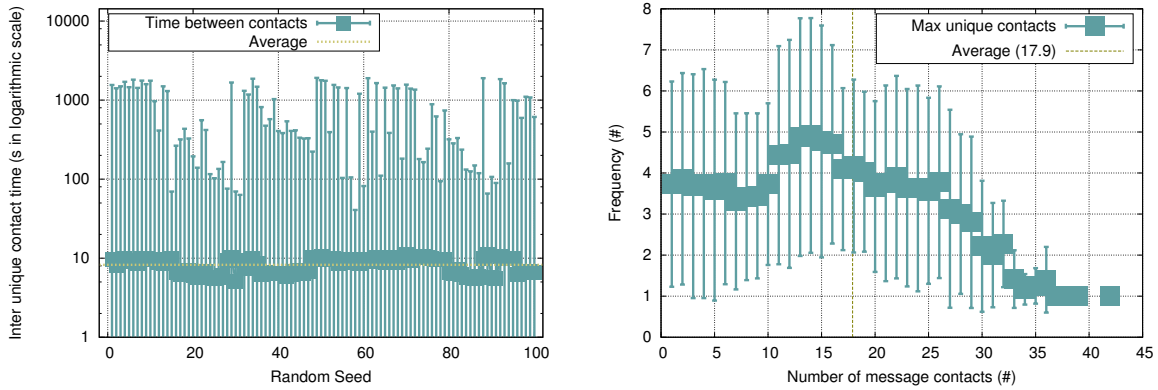 Inter unique contact time (s in logarithmic scale)
10000
1000
100
10
1
Time between contacts
Average
0 20 40 60 80 100
Random Seed
Frequency (#)
8
7
6
5
4
3
2
1
0
Max unique contacts
Average (17.9)
0 5 10 15 20 25 30 35 40 45
Number of message contacts (#)